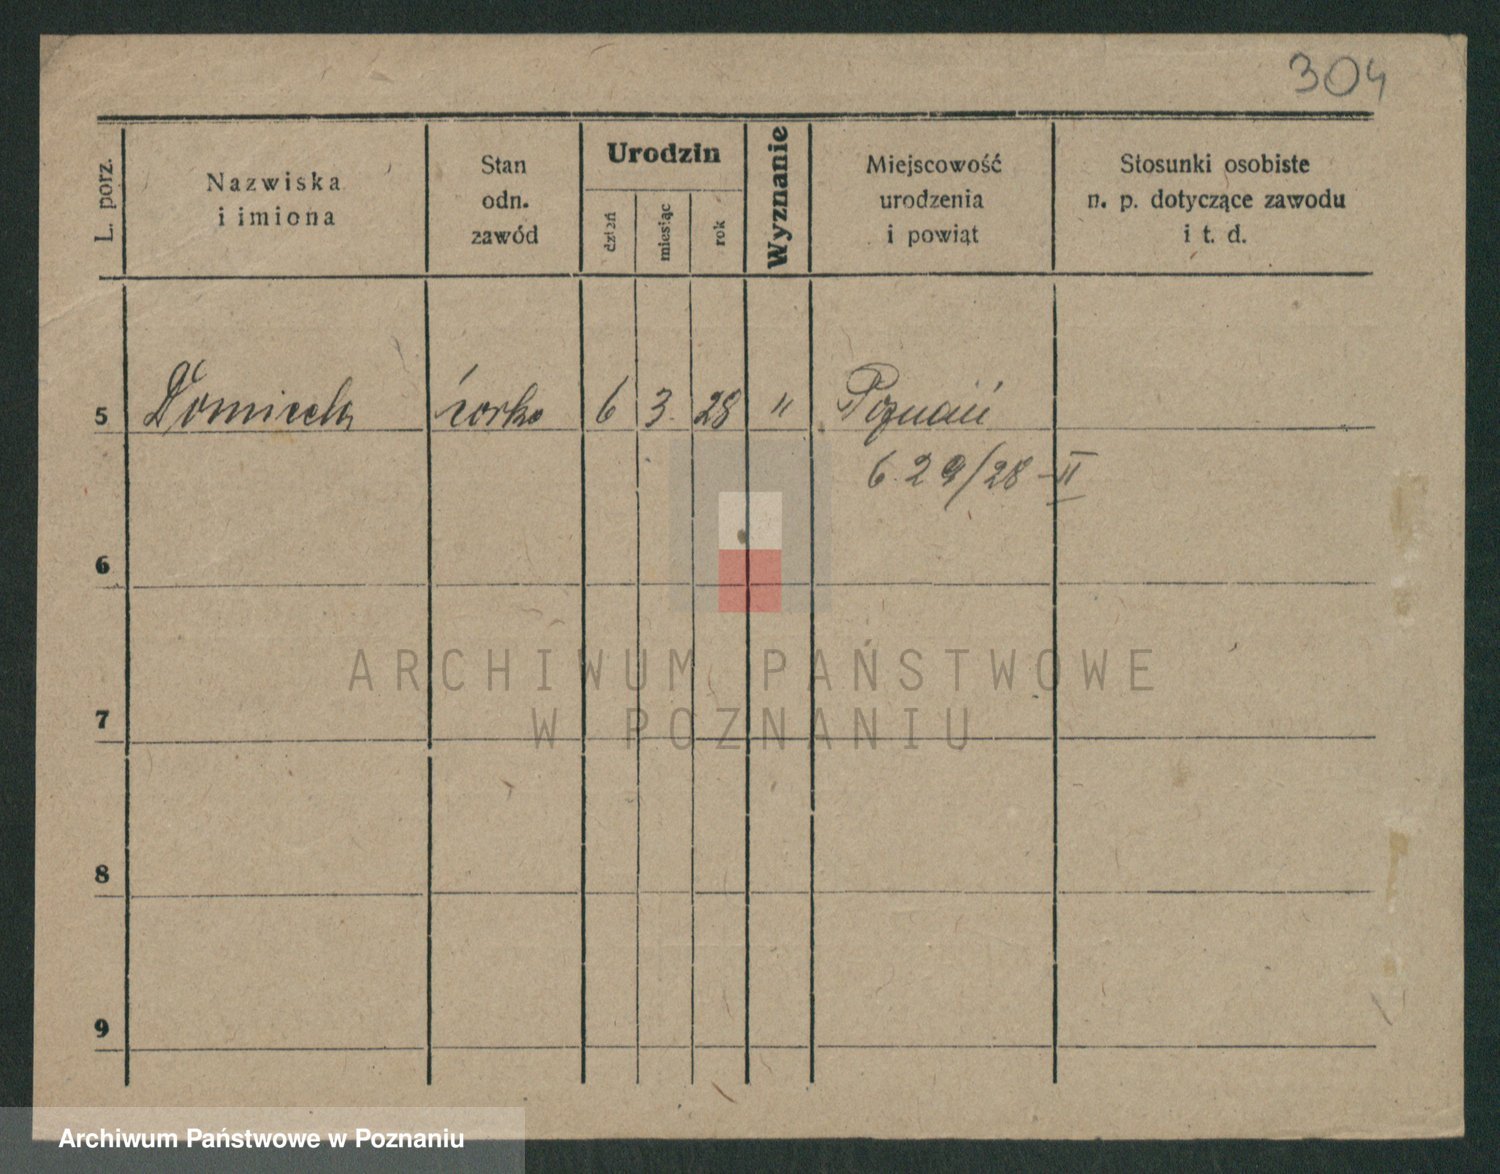 304
L. porz.
Nazwiska
i imiona
Stan
odn.
zawód
Urodzin
dzień
miesiąc
rok
Wyznanie
Miejscowość
urodzenia
i powiąt
Stosunki osobiste
n. p. dotyczące zawodu
i t. d.
5 córka 6 3. 28 " Poznań
6.29/28-II
6
7
8
9
ARCHIWUM PAŃSTWOWE
W POZNANIU
Archiwum Państwowe w Poznaniu